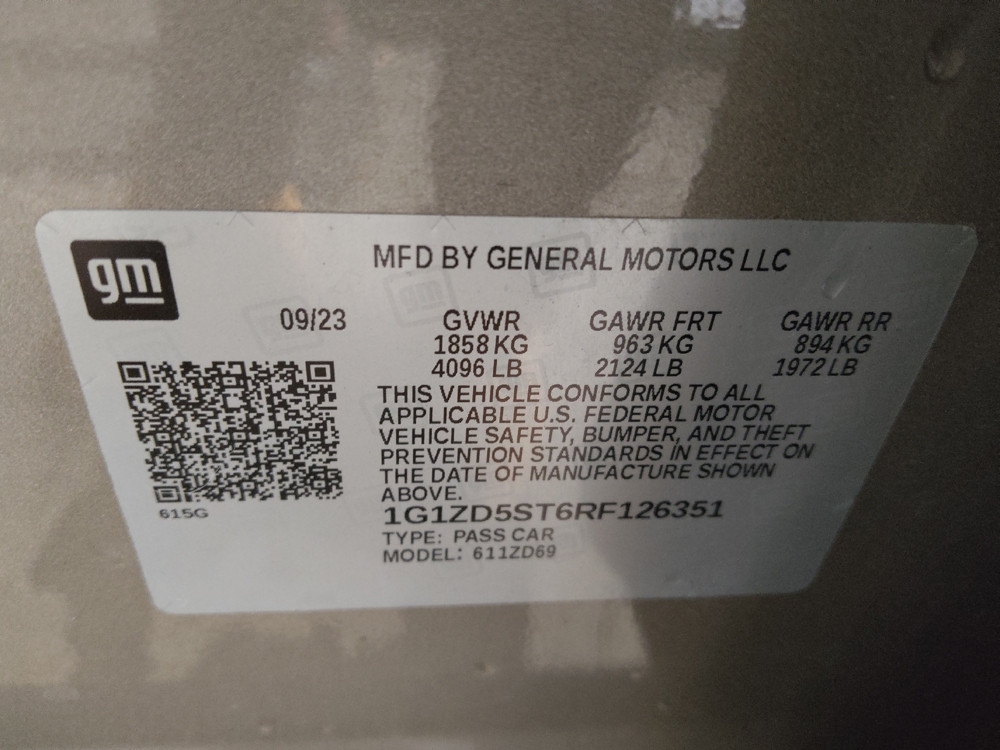 gm
MFD BY GENERAL MOTORS LLC
09/23 GVWR GAWR FRT GAWR RR
1858 KG 963 KG 894 KG
4096 LB 2124 LB 1972 LB
THIS VEHICLE CONFORMS TO ALL
APPLICABLE U.S. FEDERAL MOTOR
VEHICLE SAFETY, BUMPER, AND THEFT
PREVENTION STANDARDS IN EFFECT ON
THE DATE OF MANUFACTURE SHOWN
ABOVE.
615G
1G1ZD5ST6RF126351
TYPE: PASS CAR
MODEL: 611ZD69